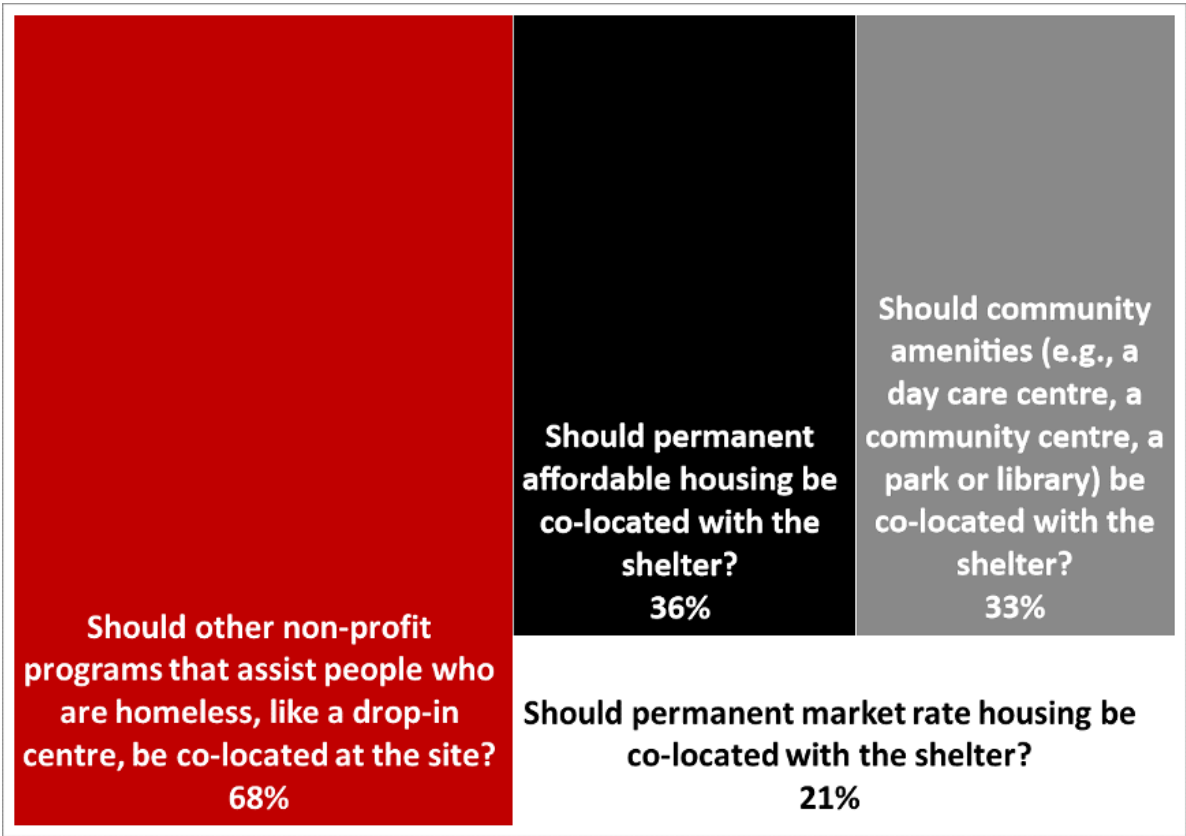 Should other non-profit
programs that assist people who
are homeless, like a drop-in
centre, be co-located at the site?
68%
Should permanent
affordable housing be
co-located with the
shelter?
36%
Should community
amenities (e.g., a
day care centre, a
community centre, a
park or library) be
co-located with the
shelter?
33%
Should permanent market rate housing be
co-located with the shelter?
21%